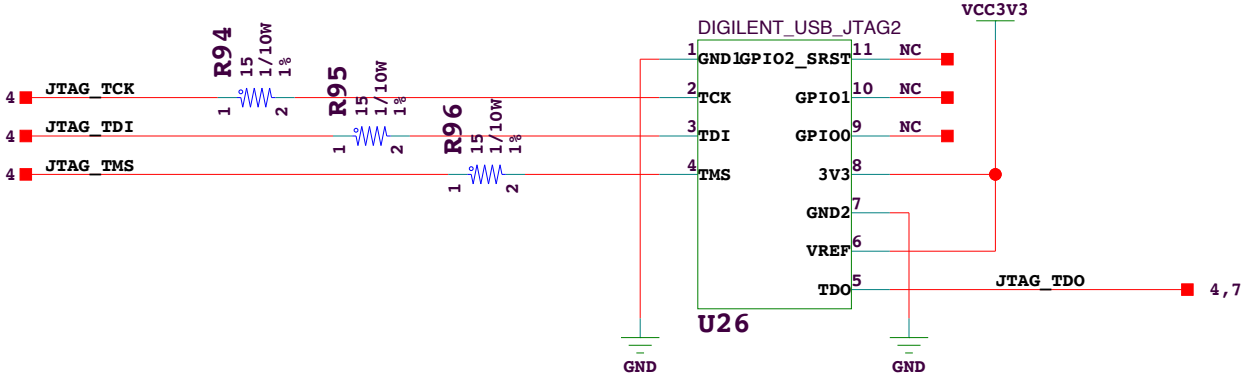 VCC3V3
DIGILENT_USB_JTAG2
R94
15
1/10W
1%
1 GND1 GPIO2_SRST 11 NC
4 JTAG_TCK 1 2
2 TCK GPIO1 10 NC
R95
15
1/10W
1%
4 JTAG_TDI 1 2
3 TDI GPIO0 9 NC
R96
15
1/10W
1%
4 JTAG_TMS 1 2
4 TMS 3V3 8
GND2 7
VREF 6
TDO 5 JTAG_TDO 4,7
U26
GND
GND